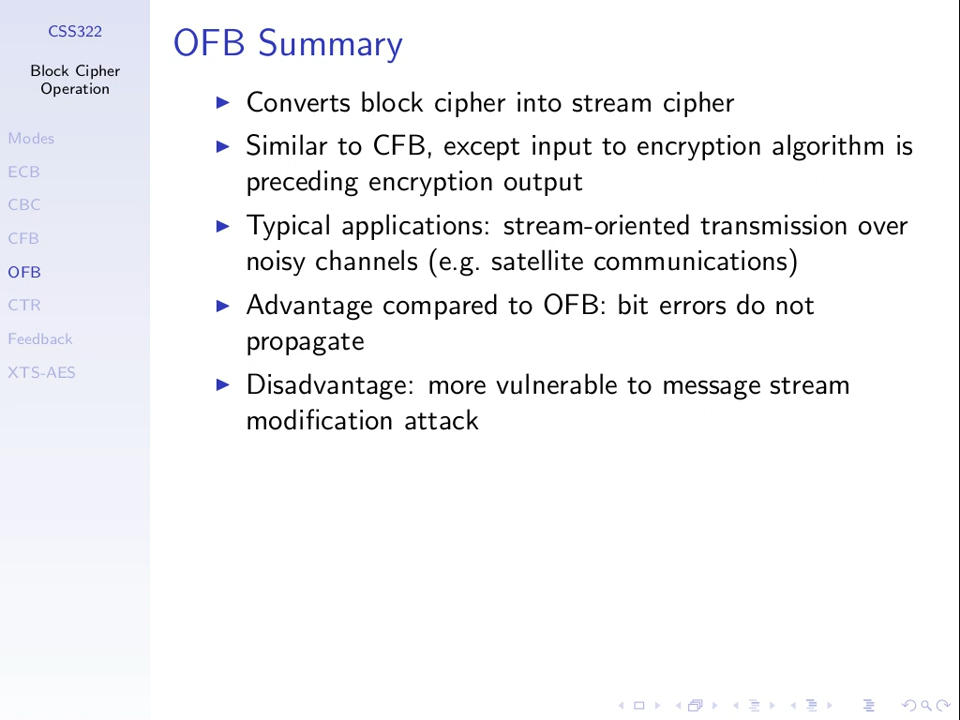 CSS322
Block Cipher
Operation
Modes
ECB
CBC
CFB
OFB
CTR
Feedback
XTS-AES
OFB Summary
Converts block cipher into stream cipher
Similar to CFB, except input to encryption algorithm is
preceding encryption output
Typical applications: stream-oriented transmission over
noisy channels (e.g. satellite communications)
Advantage compared to OFB: bit errors do not
propagate
Disadvantage: more vulnerable to message stream
modification attack